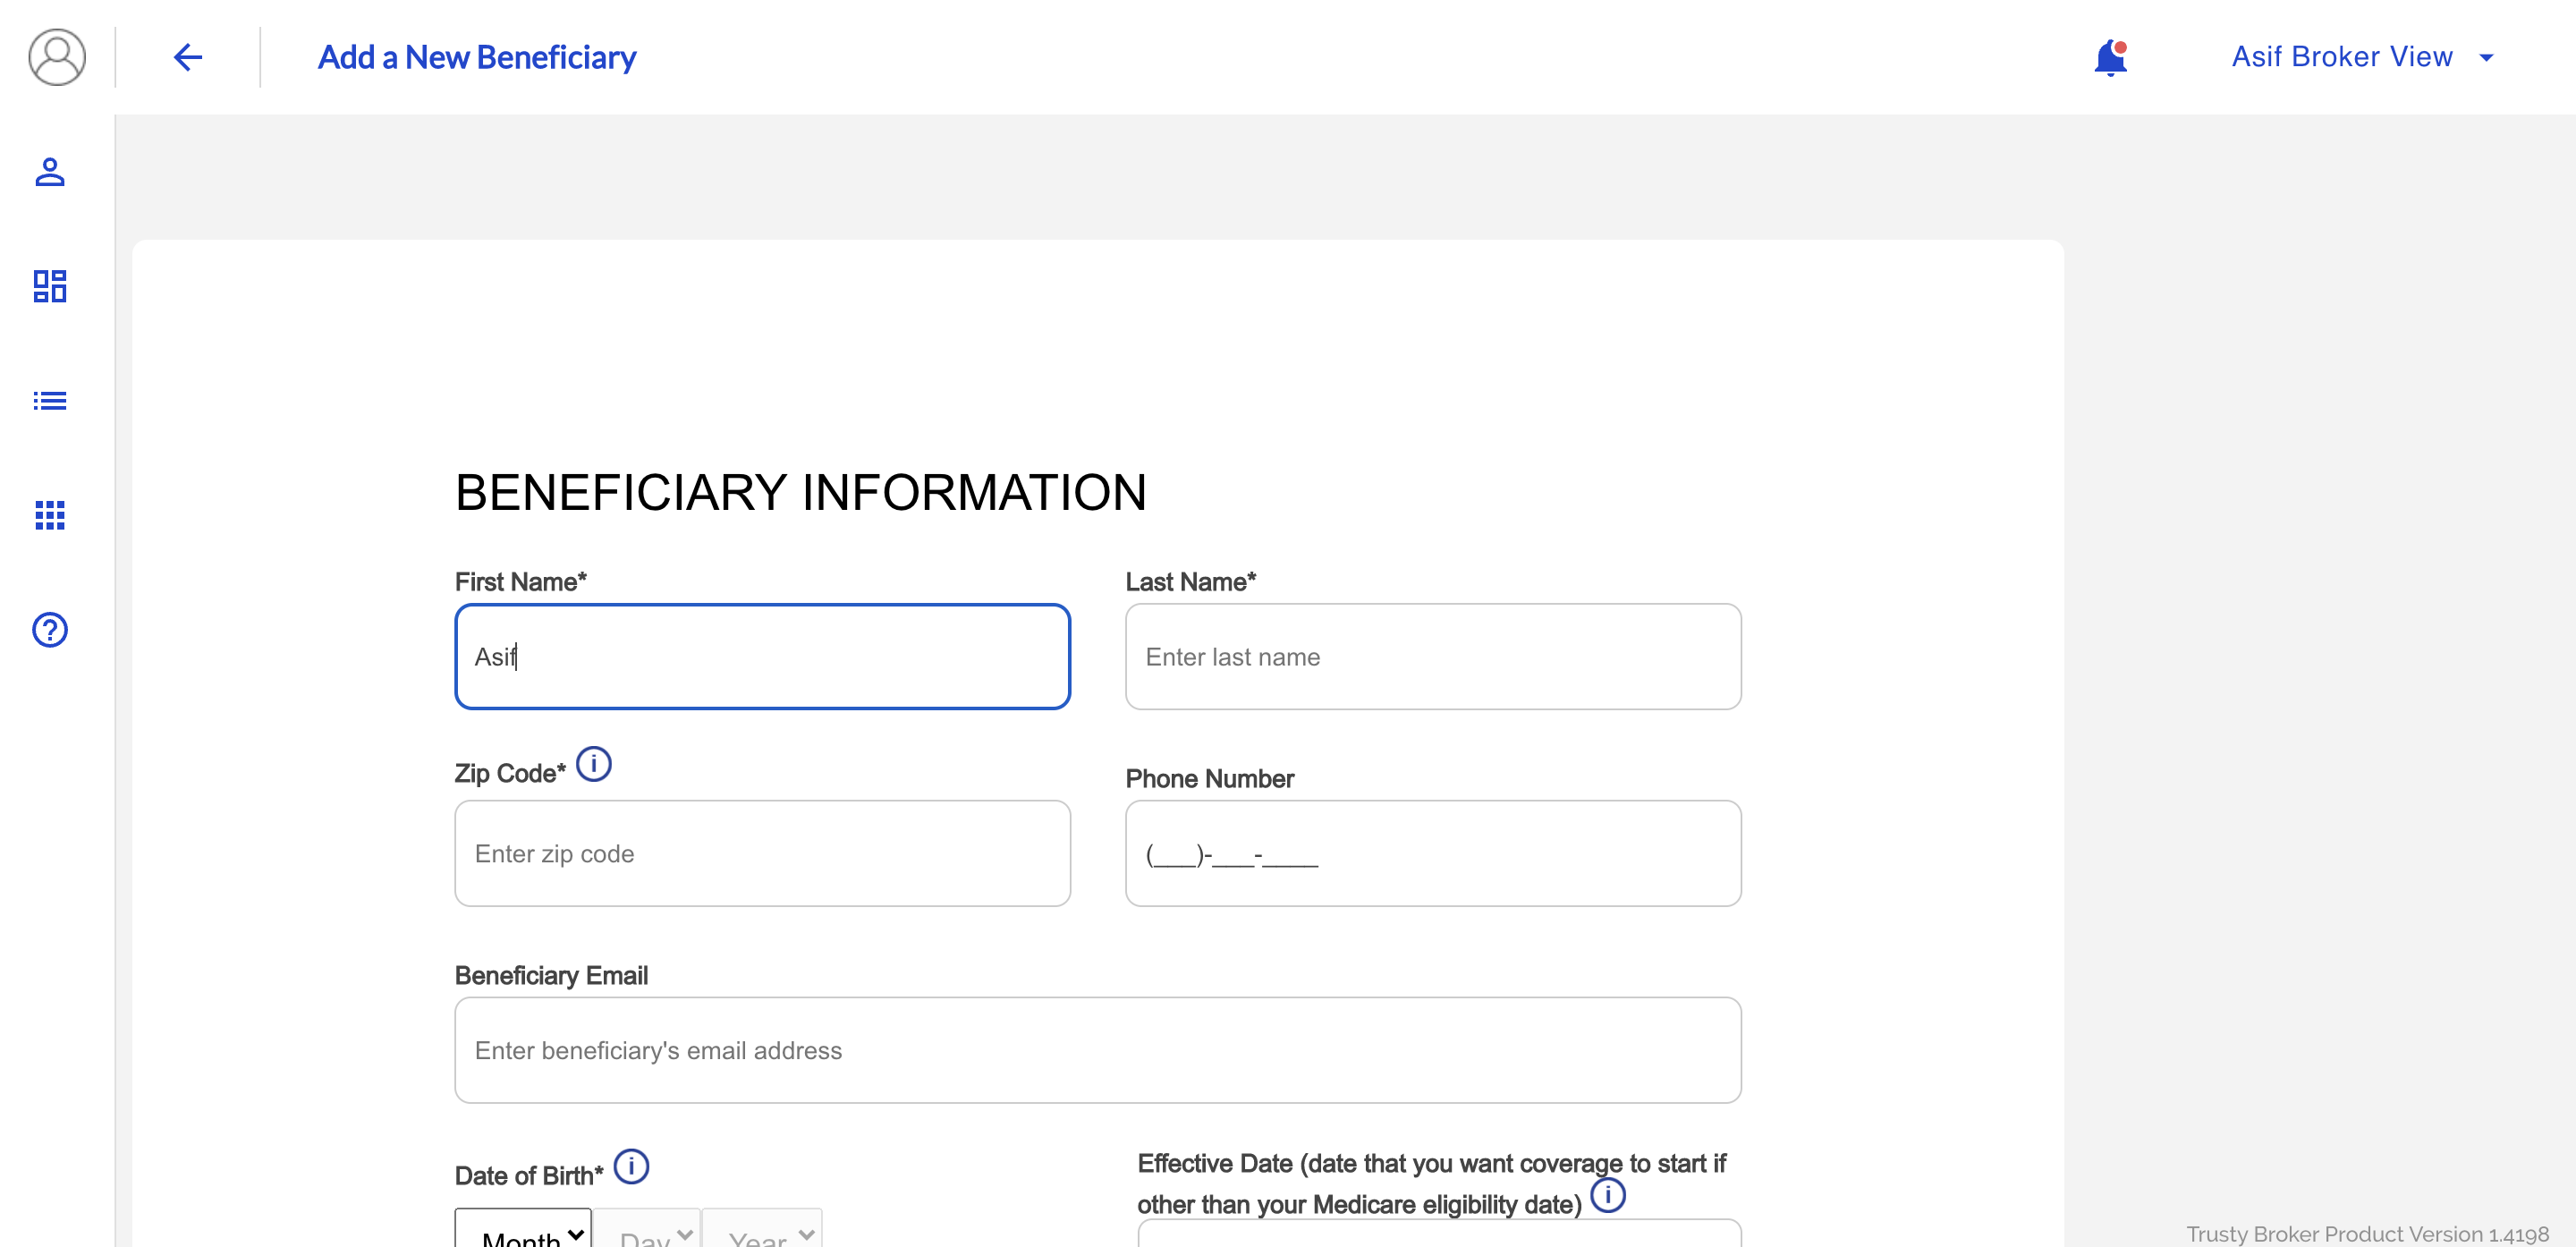 Add a New Beneficiary
Asif Broker View
BENEFICIARY INFORMATION
First Name*
Last Name*
Asif
Enter last name
Zip Code* i
Phone Number
Enter zip code
(___)-___-____
Beneficiary Email
Enter beneficiary's email address
Date of Birth* i
Effective Date (date that you want coverage to start if
other than your Medicare eligibility date) i
Month
Day
Year
Trusty Broker Product Version 1.4198